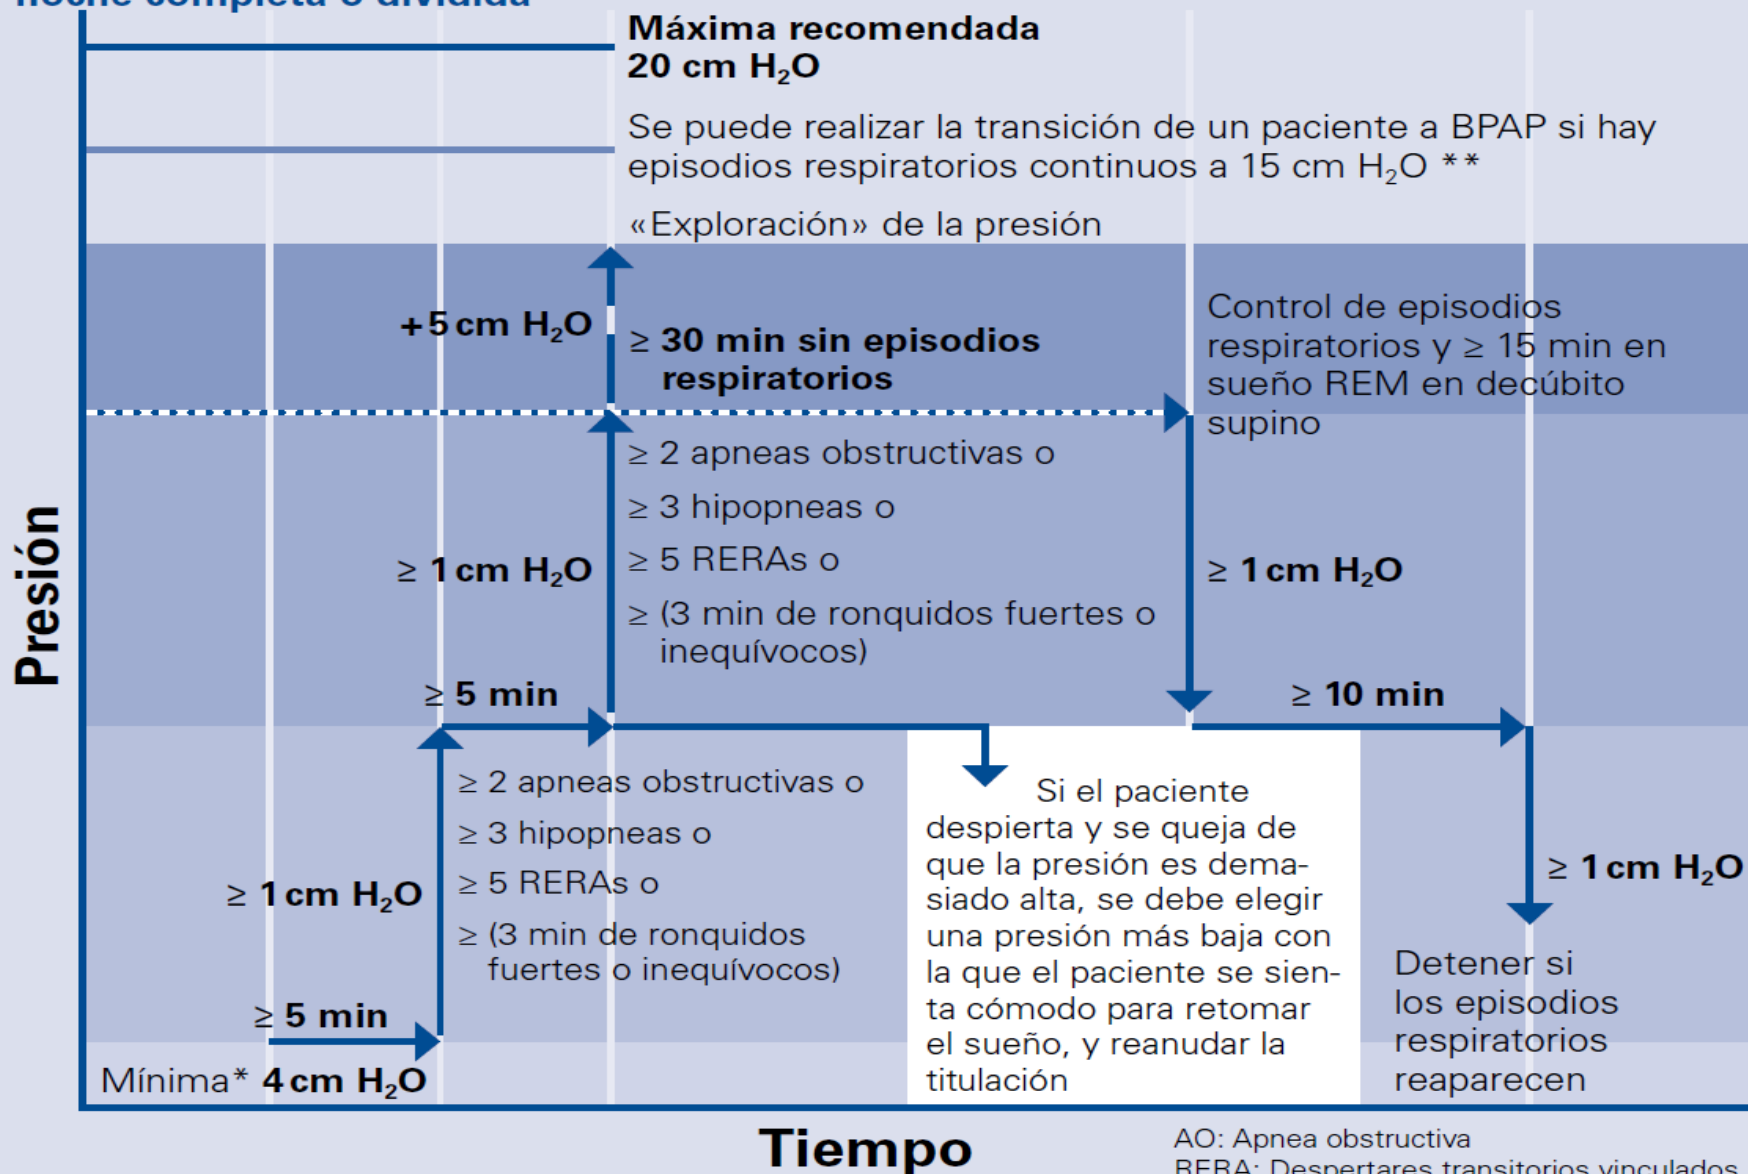 noche completa o dividida
Máxima recomendada
20 cm H₂O
Se puede realizar la transición de un paciente a BPAP si hay
episodios respiratorios continuos a 15 cm H₂O **
«Exploración» de la presión
+5 cm H₂O
≥ 30 min sin episodios
respiratorios
Control de episodios
respiratorios y ≥ 15 min en
sueño REM en decúbito
supino
≥ 2 apneas obstructivas o
≥ 3 hipopneas o
≥ 5 RERAs o
≥ (3 min de ronquidos fuertes o
inequívocos)
≥ 1 cm H₂O
≥ 1 cm H₂O
Presión
≥ 5 min
≥ 10 min
≥ 2 apneas obstructivas o
≥ 3 hipopneas o
≥ 5 RERAs o
≥ (3 min de ronquidos
fuertes o inequívocos)
≥ 1 cm H₂O
Si el paciente
despierta y se queja de
que la presión es dema-
siado alta, se debe elegir
una presión más baja con
la que el paciente se sien-
ta cómodo para retomar
el sueño, y reanudar la
titulación
≥ 1 cm H₂O
Detener si
los episodios
respiratorios
reaparecen
≥ 5 min
Mínima* 4 cm H₂O
Tiempo
AO: Apnea obstructiva
RERA: Despertares transitorios vinculados